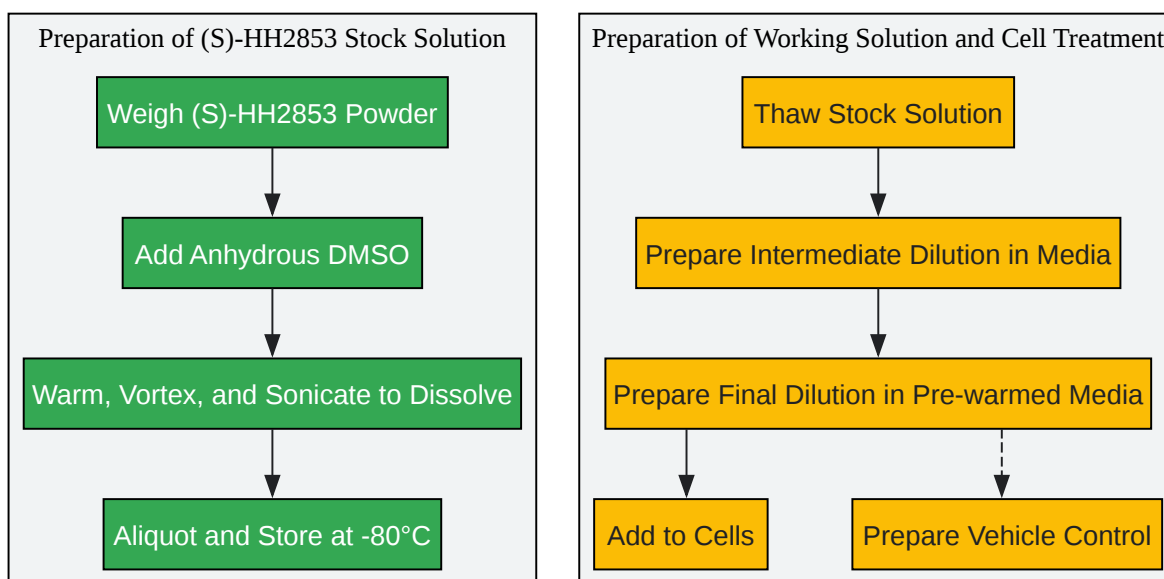 Preparation of (S)-HH2853 Stock Solution
Weigh (S)-HH2853 Powder
Add Anhydrous DMSO
Warm, Vortex, and Sonicate to Dissolve
Aliquot and Store at -80°C
Preparation of Working Solution and Cell Treatment
Thaw Stock Solution
Prepare Intermediate Dilution in Media
Prepare Final Dilution in Pre-warmed Media
Add to Cells
Prepare Vehicle Control